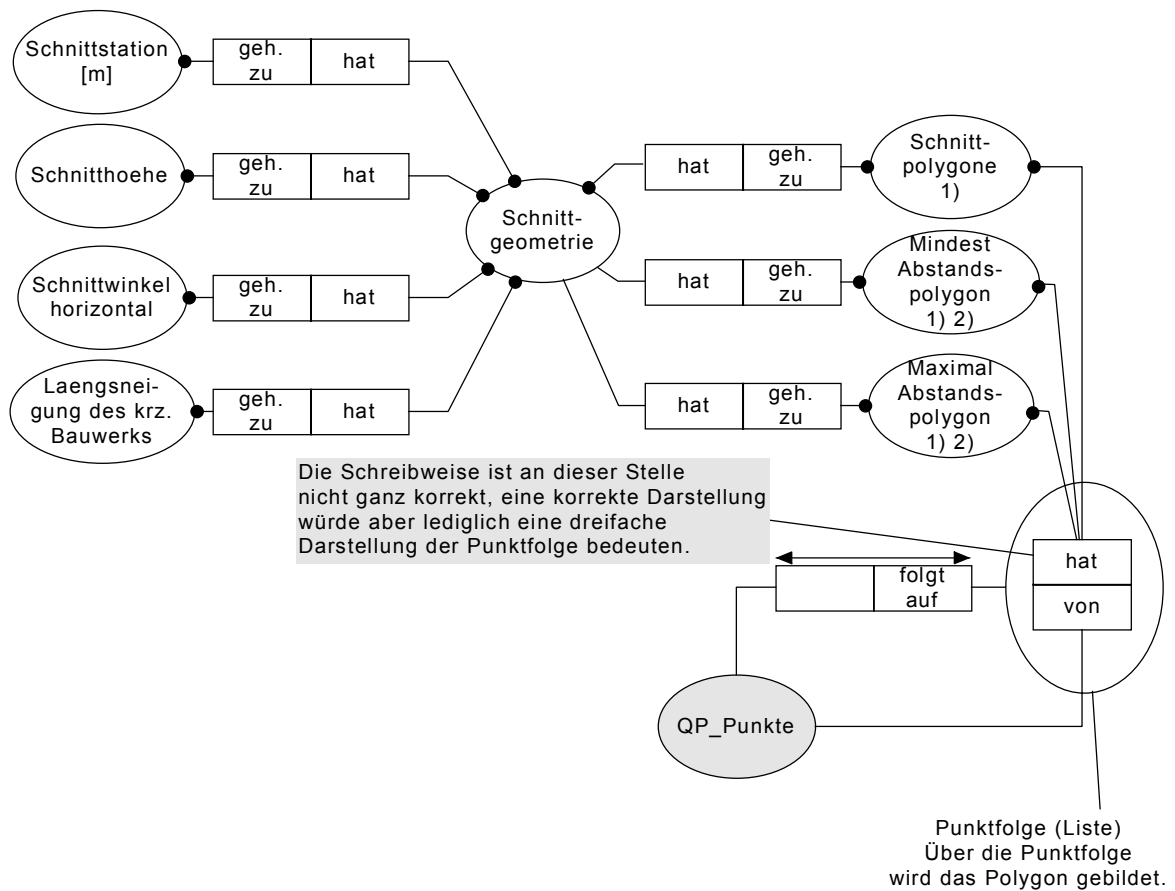 Schnittstation
[m]
geh.
zu
hat
Schnitthoehe
geh.
zu
hat
Schnittwinkel
horizontal
geh.
zu
hat
Laengsnei-
gung des krz.
Bauwerks
geh.
zu
hat
Schnitt-
geometrie
hat
geh.
zu
Schnitt-
polygone
1)
hat
geh.
zu
Mindest
Abstands-
polygon
1) 2)
hat
geh.
zu
Maximal
Abstands-
polygon
1) 2)
Die Schreibweise ist an dieser Stelle
nicht ganz korrekt, eine korrekte Darstellung
würde aber lediglich eine dreifache
Darstellung der Punktfolge bedeuten.
folgt
auf
hat
von
QP_Punkte
Punktfolge (Liste)
Über die Punktfolge
wird das Polygon gebildet.